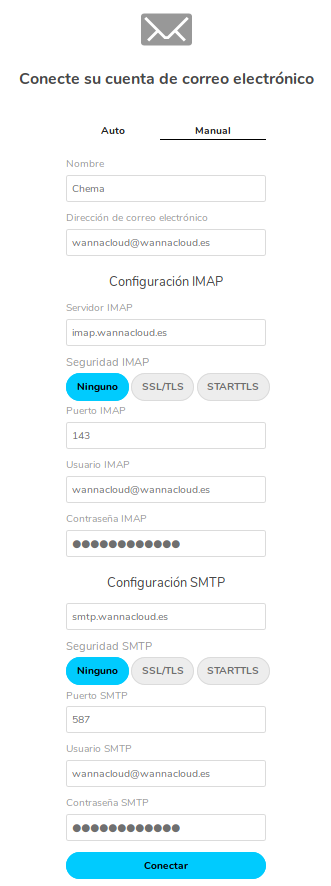 Conecte su cuenta de correo electrónico
Auto Manual
Nombre
Chema
Dirección de correo electrónico
wannacloud@wannacloud.es
Configuración IMAP
Servidor IMAP
imap.wannacloud.es
Seguridad IMAP
Ninguno SSL/TLS STARTTLS
Puerto IMAP
143
Usuario IMAP
wannacloud@wannacloud.es
Contraseña IMAP
●●●●●●●●●●●●
Configuración SMTP
smtp.wannacloud.es
Seguridad SMTP
Ninguno SSL/TLS STARTTLS
Puerto SMTP
587
Usuario SMTP
wannacloud@wannacloud.es
Contraseña SMTP
●●●●●●●●●●●●
Conectar